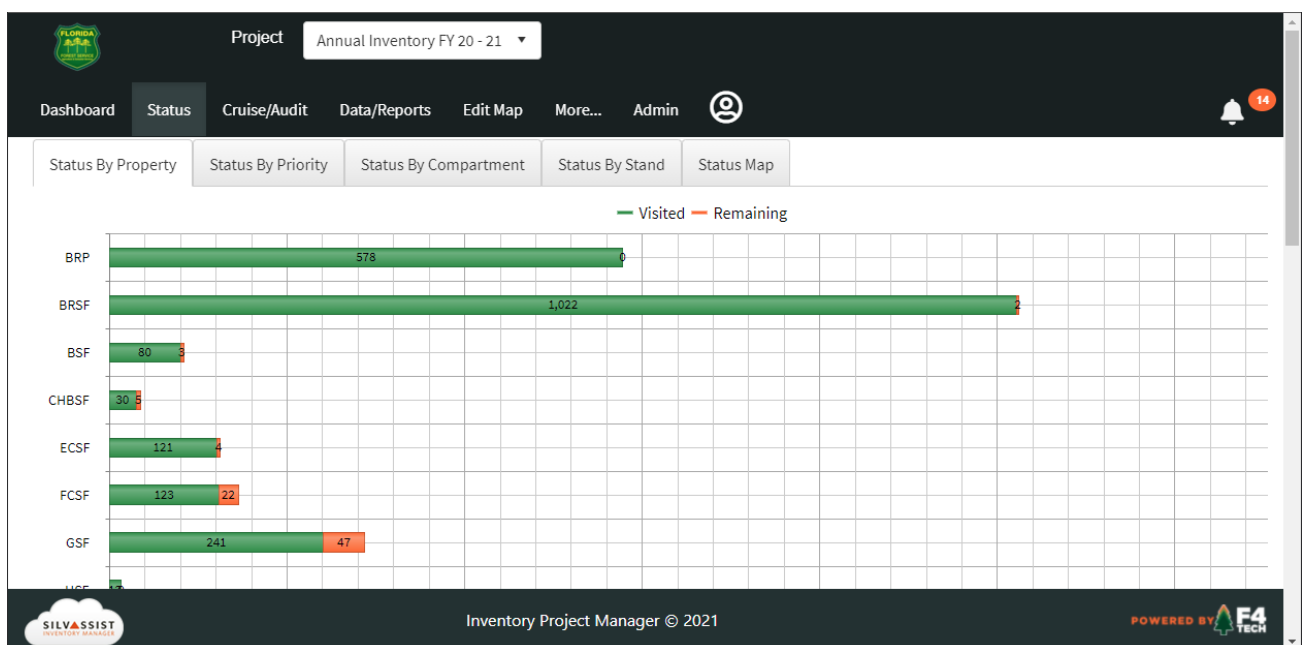 FLORIDA
Project
Annual Inventory FY 20 - 21
Dashboard Status Cruise/Audit Data/Reports Edit Map More... Admin 14
Status By Property Status By Priority Status By Compartment Status By Stand Status Map
Visited Remaining
BRP 578 0
BRSF 1,022 2
BSF 80 3
CHBSF 30 5
ECSF 121 4
FCSF 123 22
GSF 241 47
SILVASSIST
INVENTORY MANAGER
Inventory Project Manager © 2021
POWERED BY F4
TECH